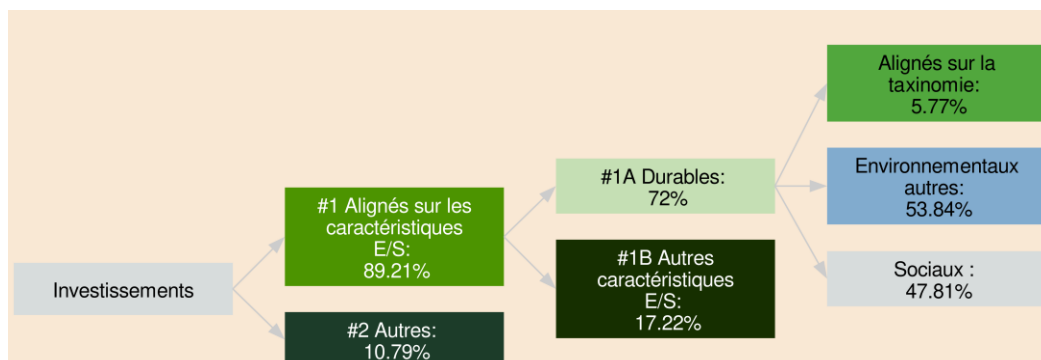 Investissements
#1 Alignés sur les
caractéristiques
E/S:
89.21%
#2 Autres:
10.79%
#1A Durables:
72%
#1B Autres
caractéristiques
E/S:
17.22%
Alignés sur la
taxinomie:
5.77%
Environnementaux
autres:
53.84%
Sociaux :
47.81%